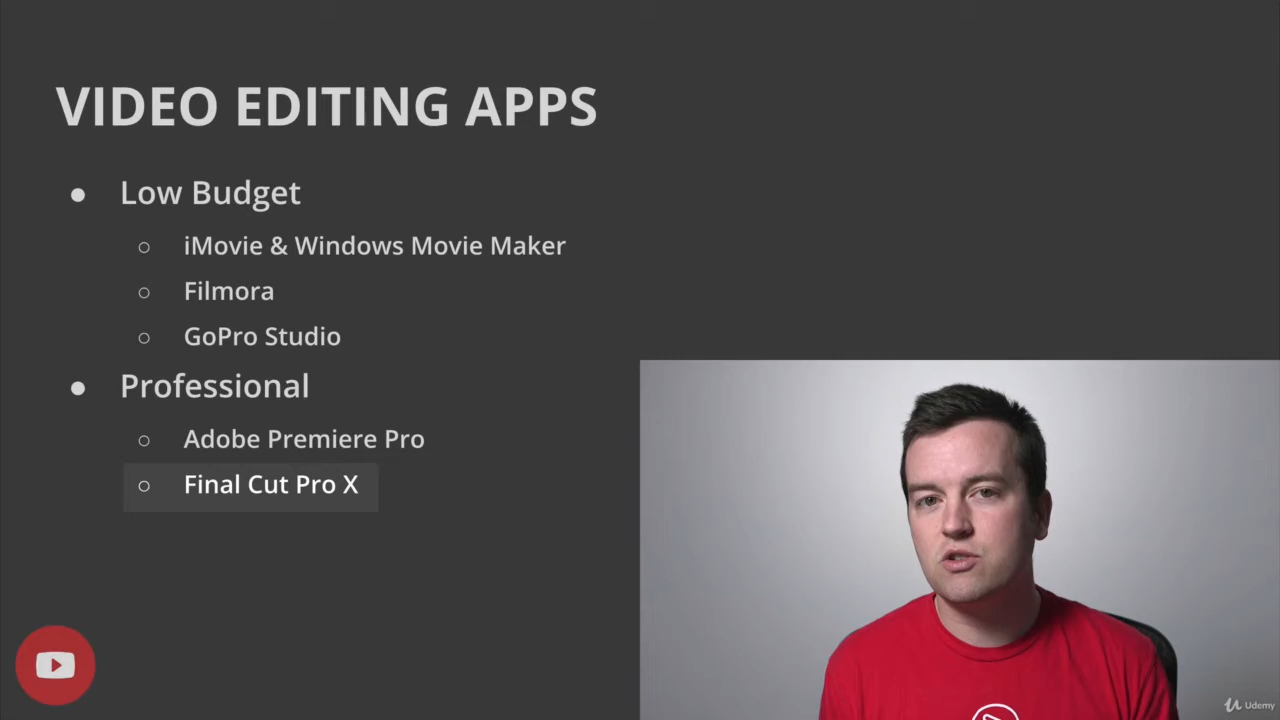 VIDEO EDITING APPS
● Low Budget
○ iMovie & Windows Movie Maker
○ Filmora
○ GoPro Studio
● Professional
○ Adobe Premiere Pro
○ Final Cut Pro X
Udemy